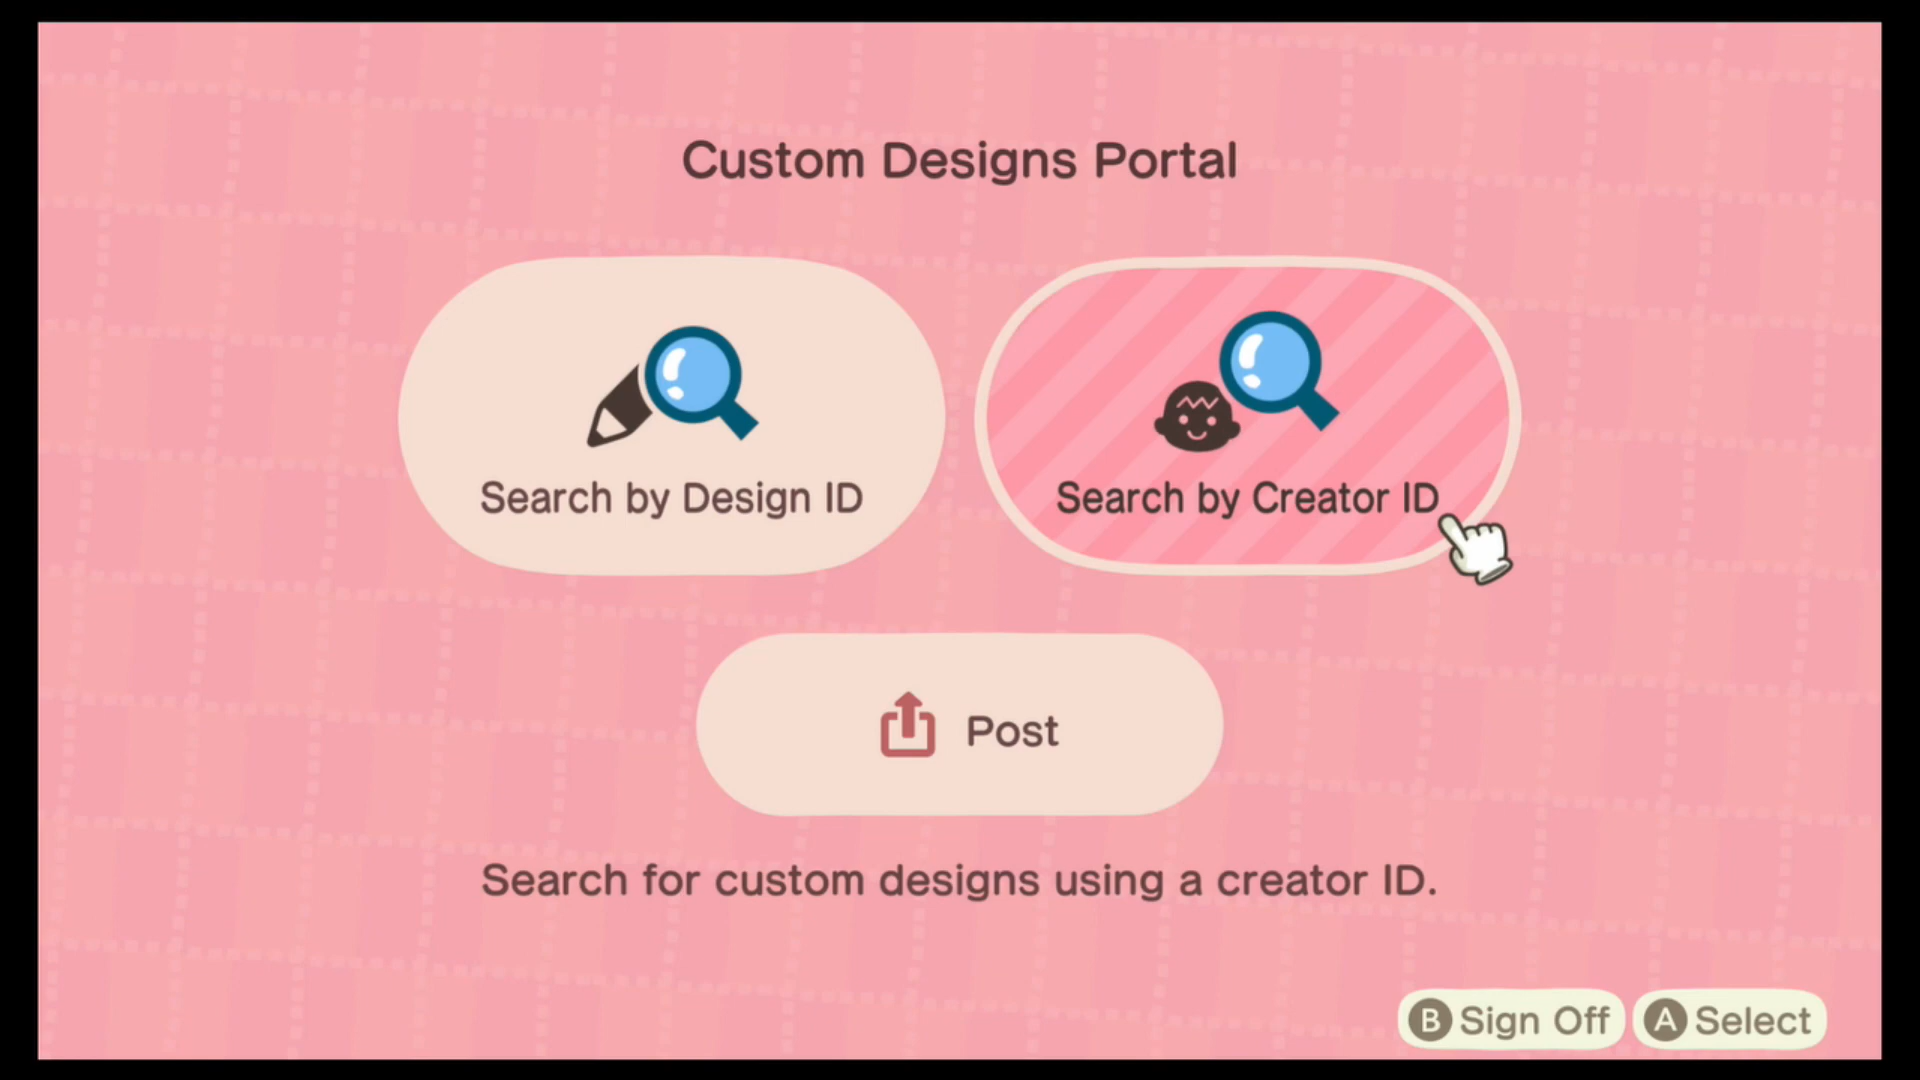 Custom Designs Portal
Search by Design ID
Search by Creator ID
Post
Search for custom designs using a creator ID.
B Sign Off
A Select